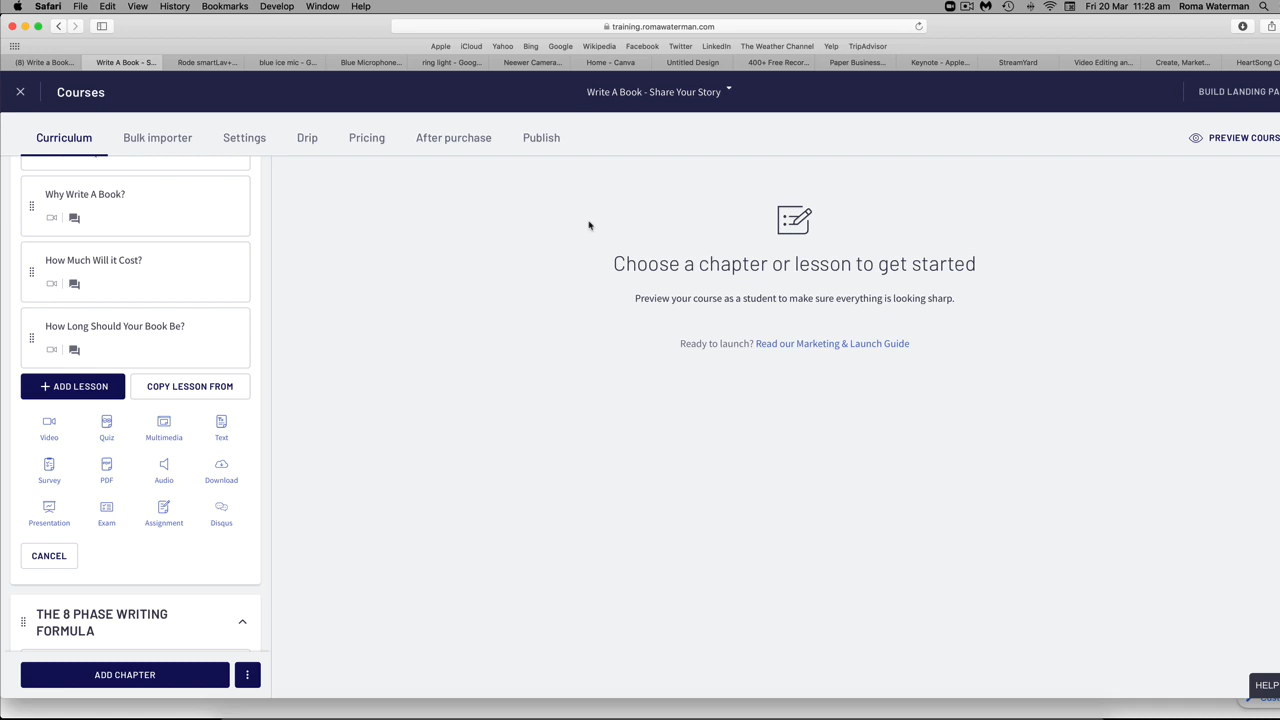 Safari File Edit View History Bookmarks Develop Window Help Fri 20 Mar 11:28 am Roma Waterman
training.romawaterman.com
Apple iCloud Yahoo Bing Google Wikipedia Facebook Twitter LinkedIn The Weather Channel Yelp TripAdvisor
(8) Write a Book... Write A Book - S... Rode smartLav+... blue ice mic - G... Blue Microphone... ring light - Goog... Neewer Camera... Home - Canva Untitled Design 400+ Free Recor... Paper Business... Keynote - Apple... StreamYard Video Editing an... Create, Market... HeartSong C
Courses Write A Book - Share Your Story BUILD LANDING PA
Curriculum Bulk importer Settings Drip Pricing After purchase Publish PREVIEW COURS
Why Write A Book?
How Much Will it Cost?
How Long Should Your Book Be?
+ ADD LESSON COPY LESSON FROM
Video Quiz Multimedia Text
Survey PDF Audio Download
Presentation Exam Assignment Disqus
CANCEL
THE 8 PHASE WRITING
FORMULA
ADD CHAPTER
Choose a chapter or lesson to get started
Preview your course as a student to make sure everything is looking sharp.
Ready to launch? Read our Marketing & Launch Guide
HELP